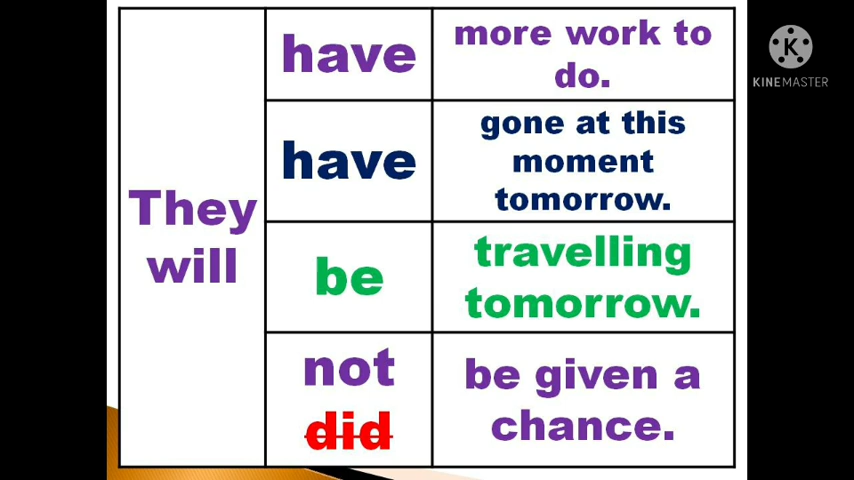 They
will
have
more work to
do.
have
gone at this
moment
tomorrow.
be
travelling
tomorrow.
not
did
be given a
chance.
K
KINEMASTER